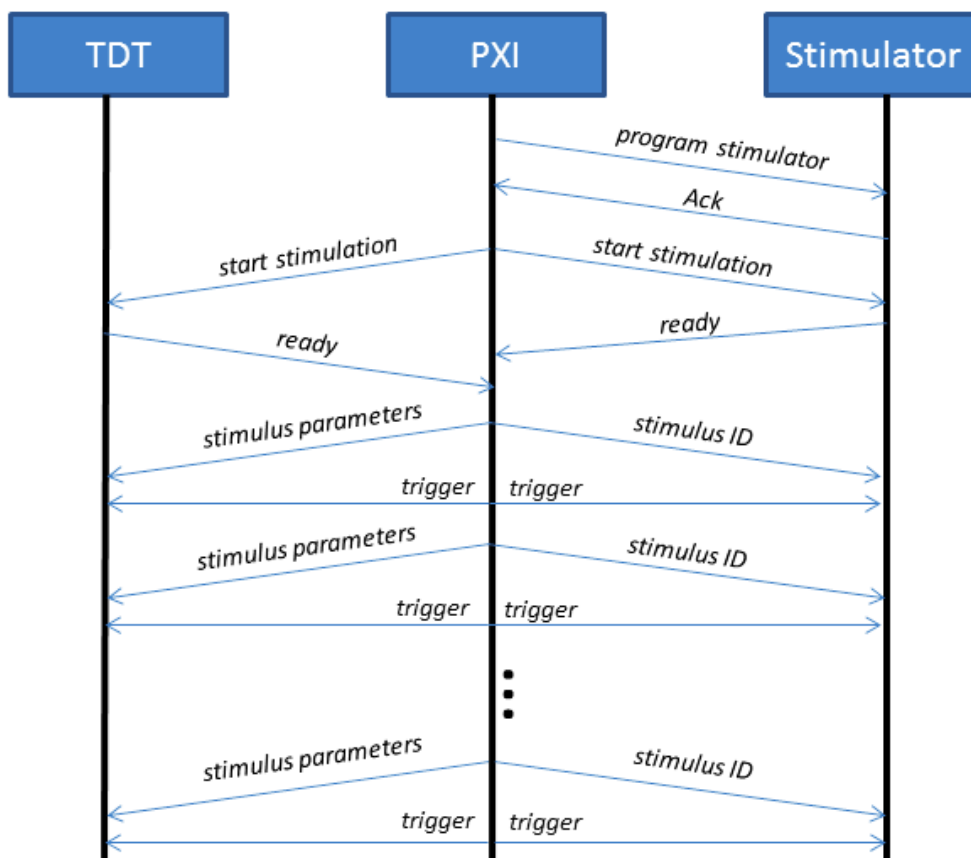 TDT
PXI
Stimulator
program stimulator
Ack
start stimulation
start stimulation
ready
ready
stimulus parameters
stimulus ID
trigger
trigger
stimulus parameters
stimulus ID
trigger
trigger
stimulus parameters
stimulus ID
trigger
trigger